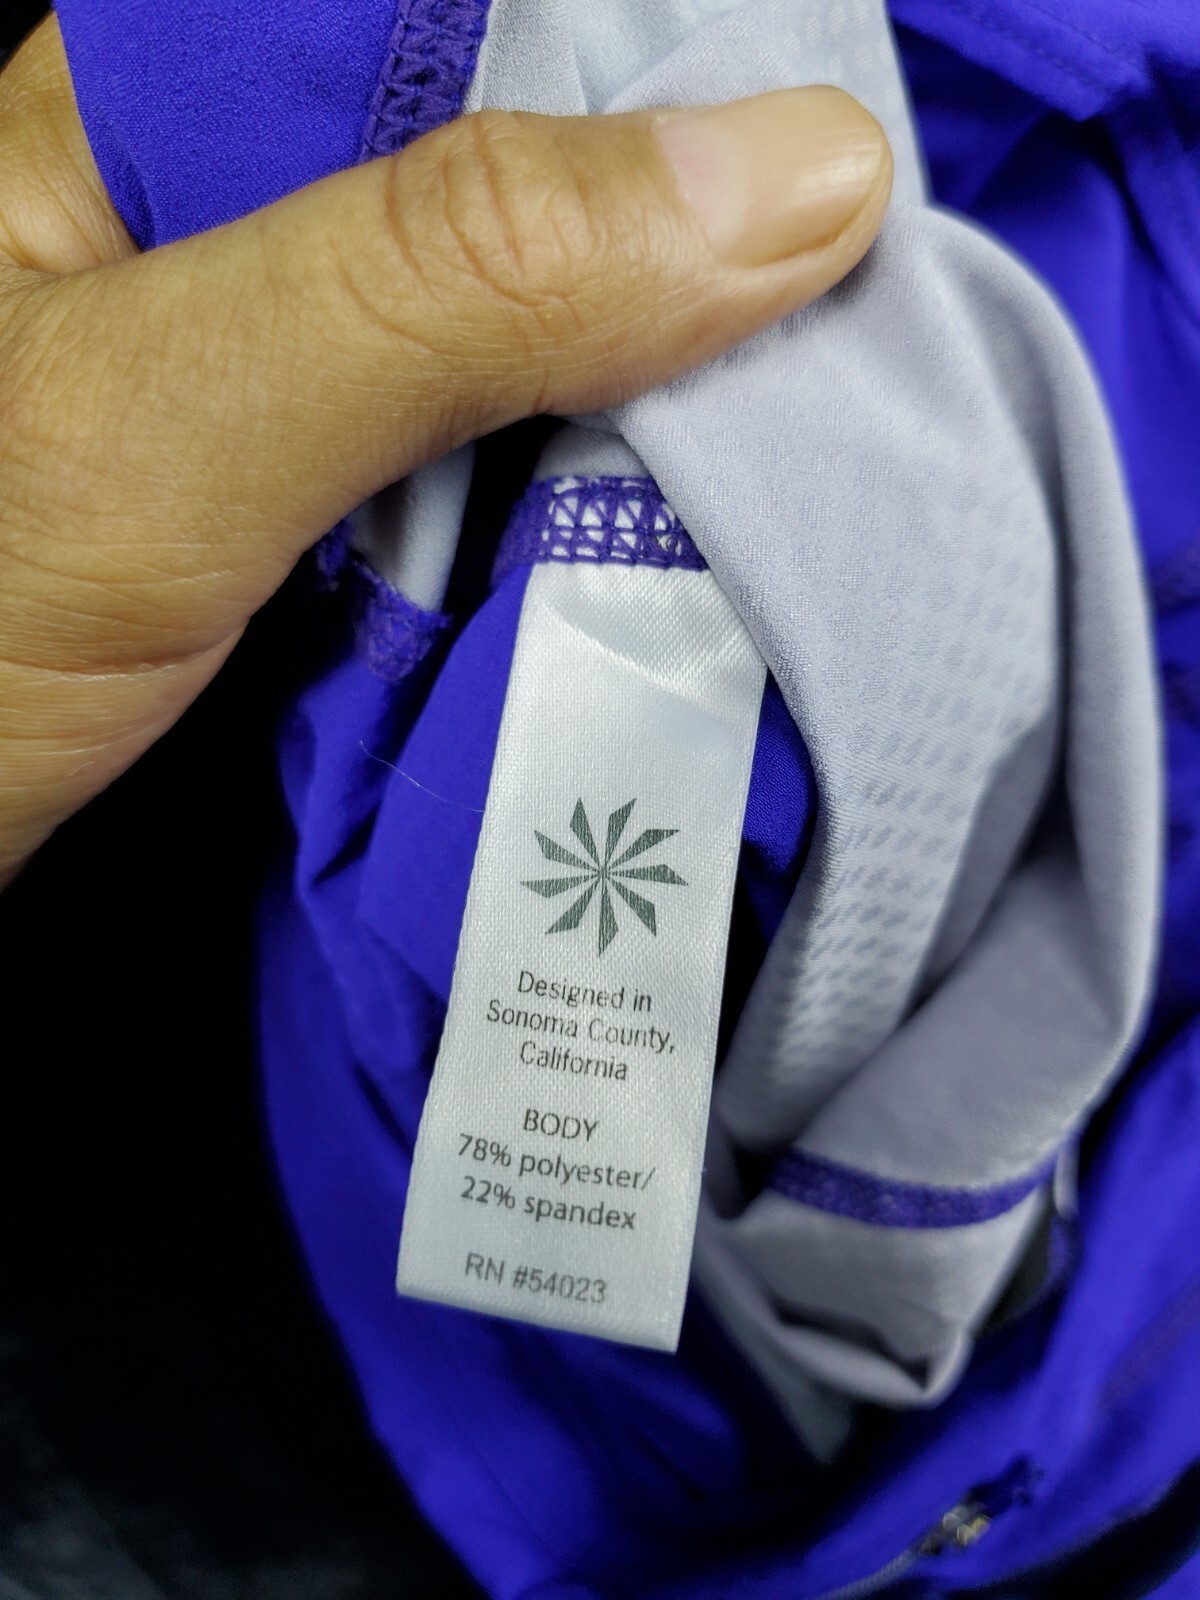 Designed in
Sonoma County,
California
BODY
78% polyester/
22% spandex
RN #54023